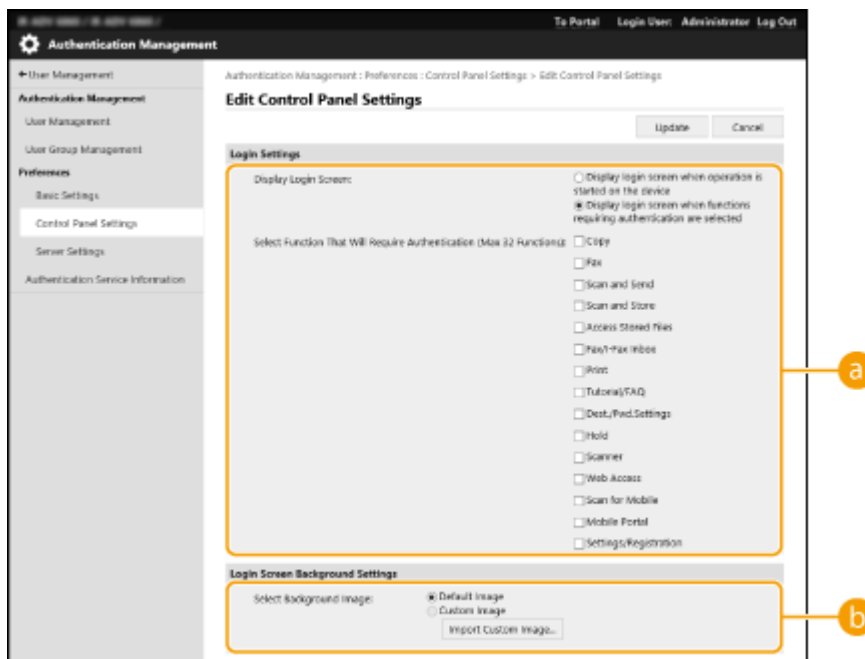 To Portal Login User: Administrator Log Out
Authentication Management
User Management
Authentication Management
User Management
User Group Management
Preferences
Basic Settings
Control Panel Settings
Server Settings
Authentication Service Information
Authentication Management : Preferences : Control Panel Settings > Edit Control Panel Settings
Edit Control Panel Settings
Update Cancel
Login Settings
Display Login Screen:
Display login screen when operation is
started on the device
Display login screen when functions
requiring authentication are selected
Select Function That Will Require Authentication (Max 32 Functions):
Copy
Fax
Scan and Send
Scan and Store
Access Stored Files
Fax/I-Fax Inbox
Print
Tutorial/FAQ
Dest./Fwd.Settings
Hold
Scanner
Web Access
Scan for Mobile
Mobile Portal
Settings/Registration
a
Login Screen Background Settings
Select Background Image:
Default Image
Custom Image
Import Custom Image...
b